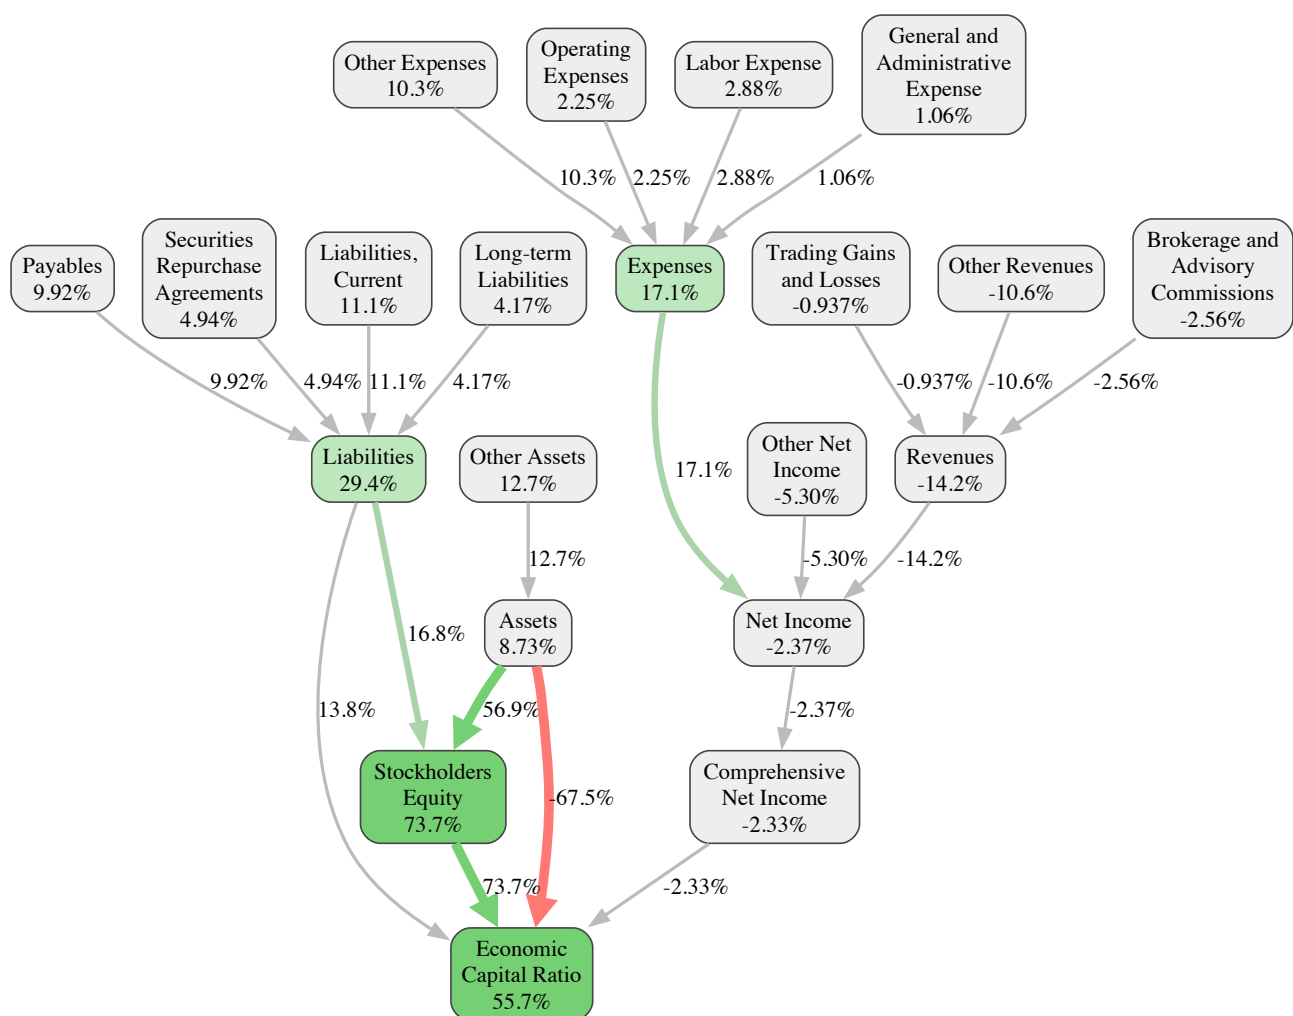 Other Expenses
10.3%
Operating
Expenses
2.25%
Labor Expense
2.88%
General and
Administrative
Expense
1.06%
10.3%
2.25%
2.88%
1.06%
Payables
9.92%
Securities
Repurchase
Agreements
4.94%
Liabilities,
Current
11.1%
Long-term
Liabilities
4.17%
Expenses
17.1%
Trading Gains
and Losses
-0.937%
Other Revenues
-10.6%
Brokerage and
Advisory
Commissions
-2.56%
9.92%
4.94%
11.1%
4.17%
-0.937%
-10.6%
-2.56%
Liabilities
29.4%
Other Assets
12.7%
17.1%
Other Net
Income
-5.30%
Revenues
-14.2%
12.7%
-5.30%
-14.2%
16.8%
Assets
8.73%
Net Income
-2.37%
13.8%
56.9%
-2.37%
Stockholders
Equity
73.7%
-67.5%
Comprehensive
Net Income
-2.33%
73.7%
-2.33%
Economic
Capital Ratio
55.7%